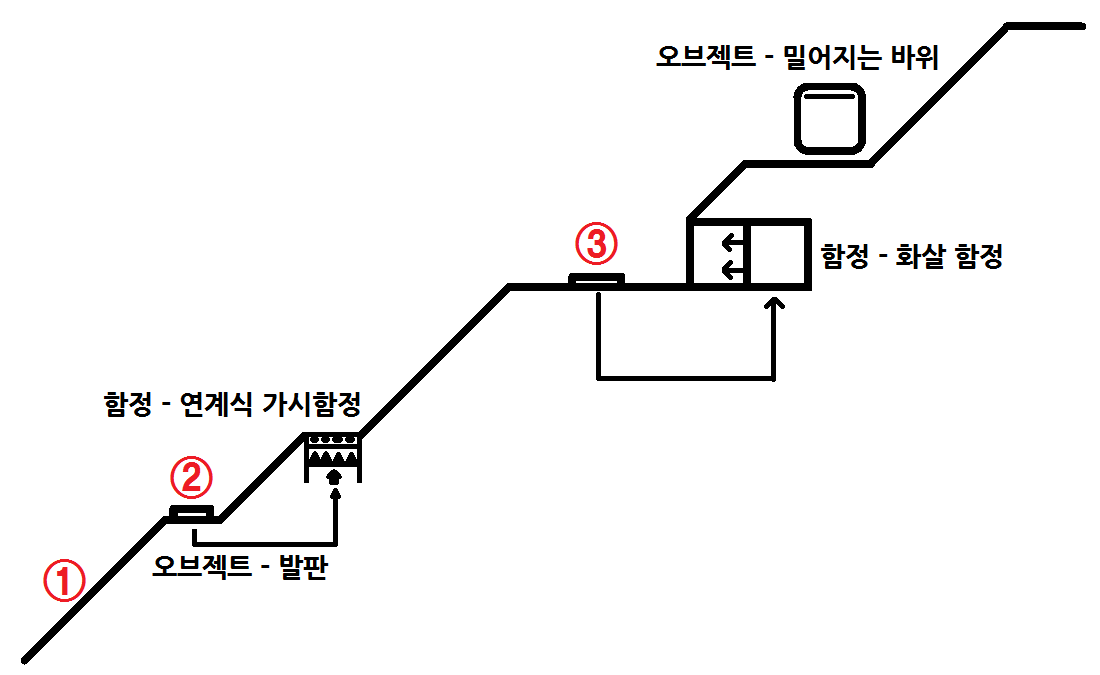 오브젝트 - 밀어지는 바위
③
함정 - 화살 함정
함정 - 연계식 가시함정
②
오브젝트 - 발판
①